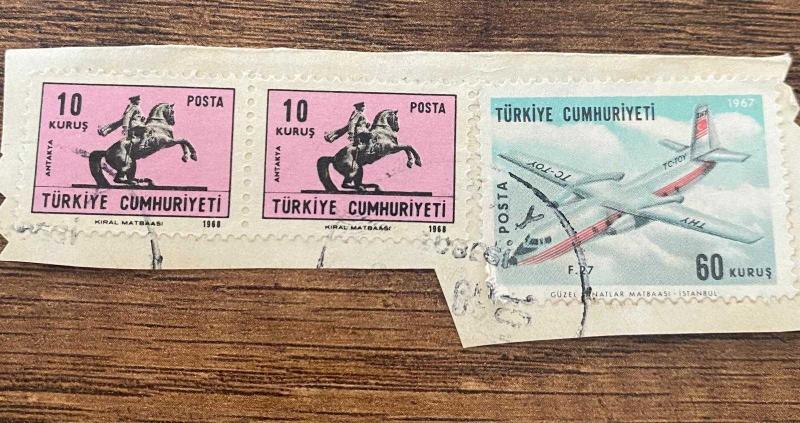 10
KURUŞ
POSTA
ANTAKYA
TÜRKİYE CUMHURİYETİ
KIRAL MATBAASI 1968
10
KURUŞ
POSTA
ANTAKYA
TÜRKİYE CUMHURİYETİ
KIRAL MATBAASI 1968
TÜRKİYE CUMHURİYETİ
1967
TC-TOY
TC-TOY
THY
POSTA
F.27
60 KURUŞ
GÜZEL SANATLAR MATBAASI - İSTANBUL